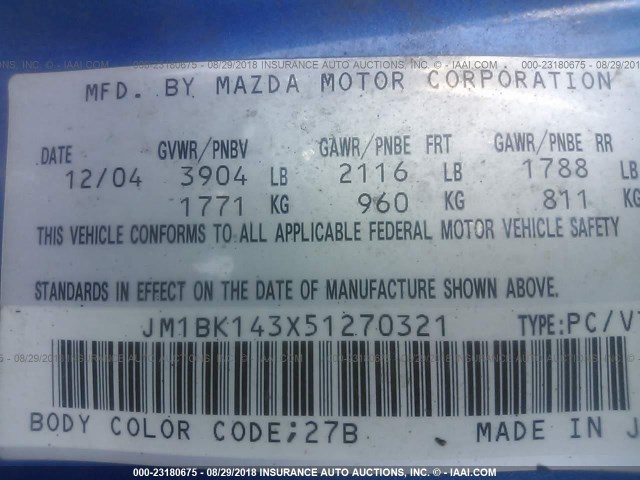 000-23180675 - 08/29/2018 INSURANCE AUTO AUCTIONS CORP. - © - IAAI.COM
MFD. BY MAZDA MOTOR CORPORATION
DATE GVWR/PNBV GAWR/PNBE FRT GAWR/PNBE RR
12/04 3904 LB 2116 LB 1788 LB
1771 KG 960 KG 811 KG
THIS VEHICLE CONFORMS TO ALL APPLICABLE FEDERAL MOTOR VEHICLE SAFETY
STANDARDS IN EFFECT ON THE DATE OF MANUFACTURE SHOWN ABOVE.
JM1BK143X51270321 TYPE:PC/
BODY COLOR CODE;27B MADE IN
000-23180675 - 08/29/2018 INSURANCE AUTO AUCTIONS CORP. - © - IAAI.COM